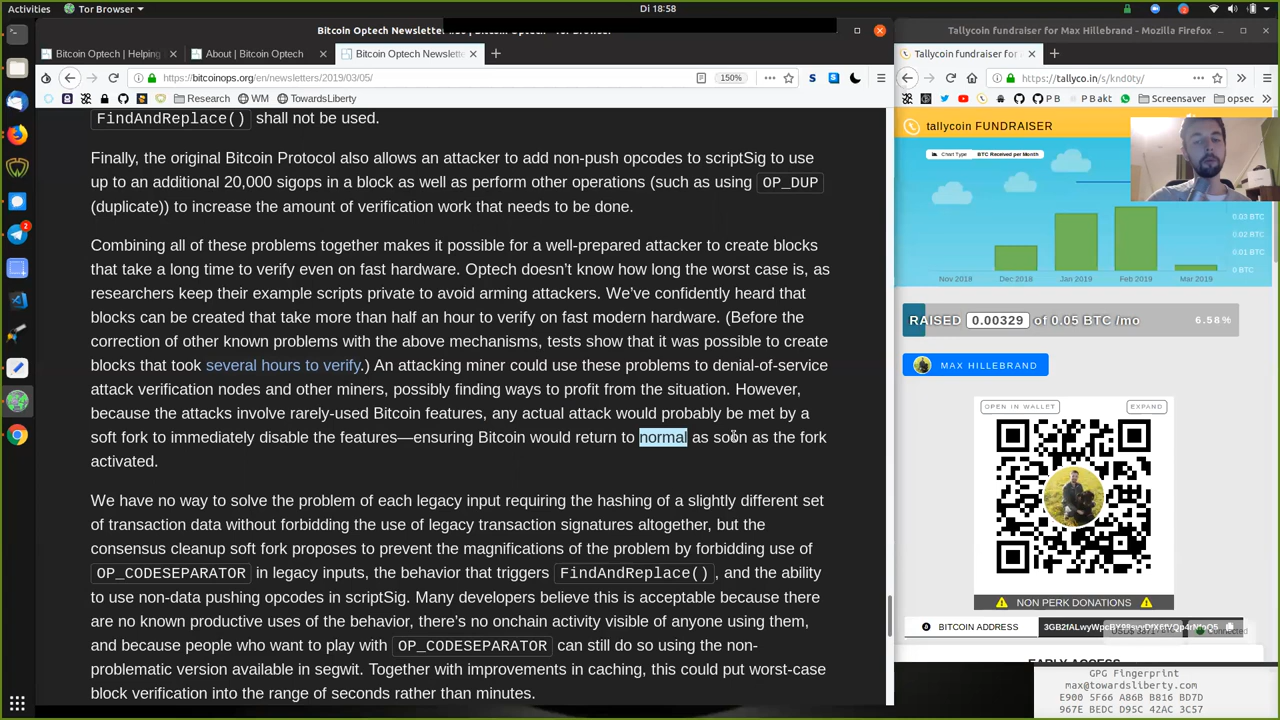 Activities
Tor Browser
Di 18:58
Bitcoin Optech Newsletter
Tallycoin fundraiser for Max Hillebrand - Mozilla Firefox
Bitcoin Optech | Helping
About | Bitcoin Optech
Bitcoin Optech Newslette
Tallycoin fundraiser for
https://bitcoinops.org/en/newsletters/2019/03/05/
150%
https://tallyco.in/s/knd0ty/
Research
WM
TowardsLiberty
P B
P B akt
Screensaver
opsec
FindAndReplace() shall not be used.
Finally, the original Bitcoin Protocol also allows an attacker to add non-push opcodes to scriptSig to use
up to an additional 20,000 sigops in a block as well as perform other operations (such as using OP_DUP
(duplicate)) to increase the amount of verification work that needs to be done.
Combining all of these problems together makes it possible for a well-prepared attacker to create blocks
that take a long time to verify even on fast hardware. Optech doesn't know how long the worst case is, as
researchers keep their example scripts private to avoid arming attackers. We've confidently heard that
blocks can be created that take more than half an hour to verify on fast modern hardware. (Before the
correction of other known problems with the above mechanisms, tests show that it was possible to create
blocks that took several hours to verify.) An attacking miner could use these problems to denial-of-service
attack verification nodes and other miners, possibly finding ways to profit from the situation. However,
because the attacks involve rarely-used Bitcoin features, any actual attack would probably be met by a
soft fork to immediately disable the features—ensuring Bitcoin would return to normal as soon as the fork
activated.
We have no way to solve the problem of each legacy input requiring the hashing of a slightly different set
of transaction data without forbidding the use of legacy transaction signatures altogether, but the
consensus cleanup soft fork proposes to prevent the magnifications of the problem by forbidding use of
OP_CODESEPARATOR in legacy inputs, the behavior that triggers FindAndReplace(), and the ability
to use non-data pushing opcodes in scriptSig. Many developers believe this is acceptable because there
are no known productive uses of the behavior, there's no onchain activity visible of anyone using them,
and because people who want to play with OP_CODESEPARATOR can still do so using the non-
problematic version available in segwit. Together with improvements in caching, this could put worst-case
block verification into the range of seconds rather than minutes.
tallycoin FUNDRAISER
Chart Type
BTC Received per Month
0.03 BTC
0.02 BTC
0.01 BTC
0 BTC
Nov 2018
Dec 2018
Jan 2019
Feb 2019
Mar 2019
RAISED 0.00329 of 0.05 BTC /mo
6.58%
MAX HILLEBRAND
OPEN IN WALLET
EXPAND
NON PERK DONATIONS
BITCOIN ADDRESS
Connected
EARLY ACCESS
GPG Fingerprint
max@towardsliberty.com
E900 5F66 A86B B816 BD7D
967E BEDC D95C 42AC 3C57